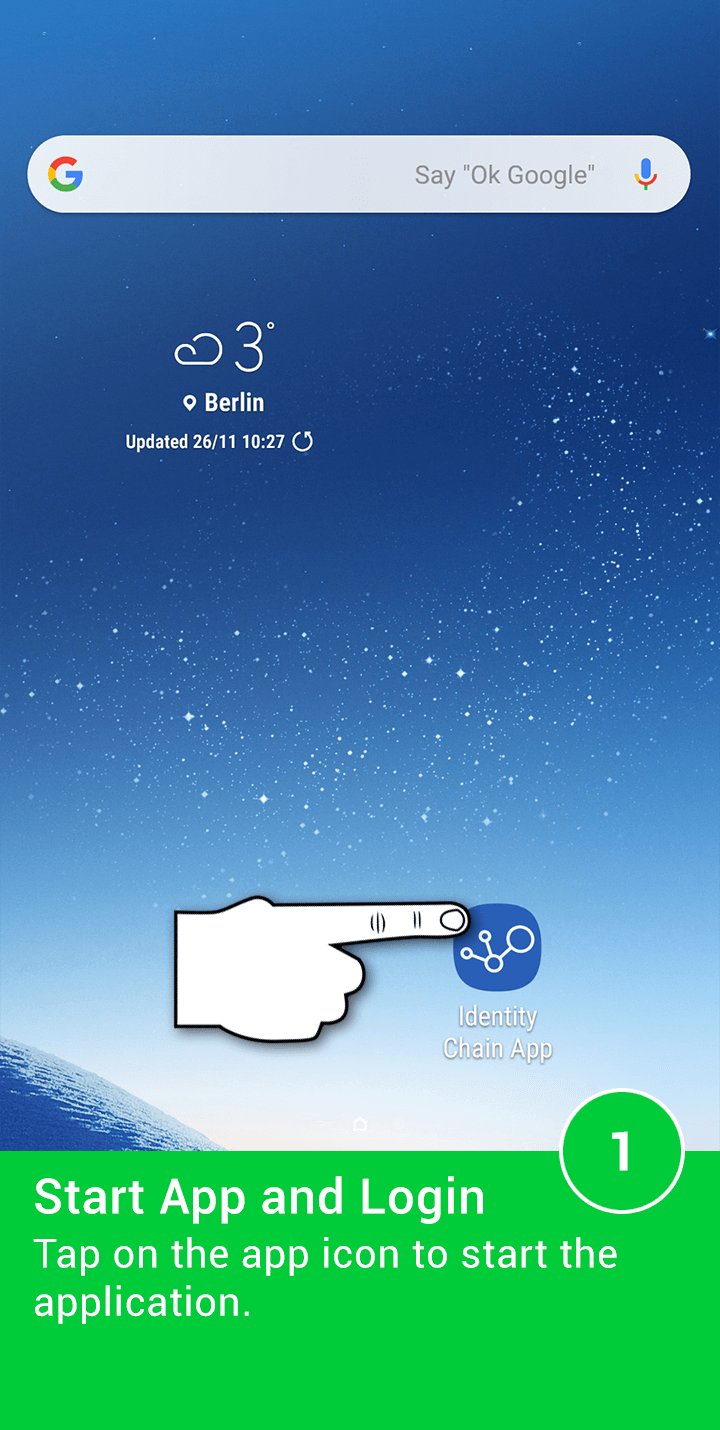 Say "Ok Google"
3°
Berlin
Updated 26/11 10:27
Identity
Chain App
1
Start App and Login
Tap on the app icon to start the
application.